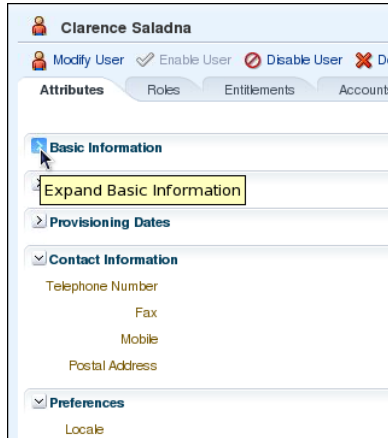 Clarence Saladna
Modify User Enable User Disable User
Attributes Roles Entitlements Accounts
Basic Information
Expand Basic Information
Provisioning Dates
Contact Information
Telephone Number
Fax
Mobile
Postal Address
Preferences
Locale